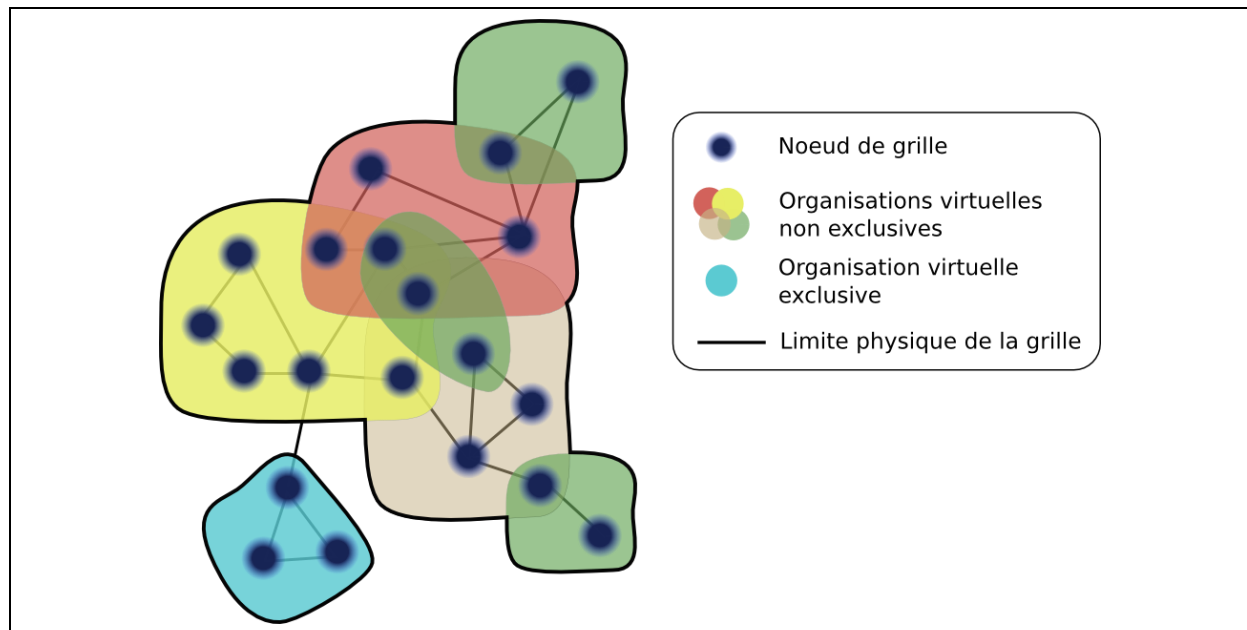 Noeud de grille
Organisations virtuelles
non exclusives
Organisation virtuelle
exclusive
Limite physique de la grille